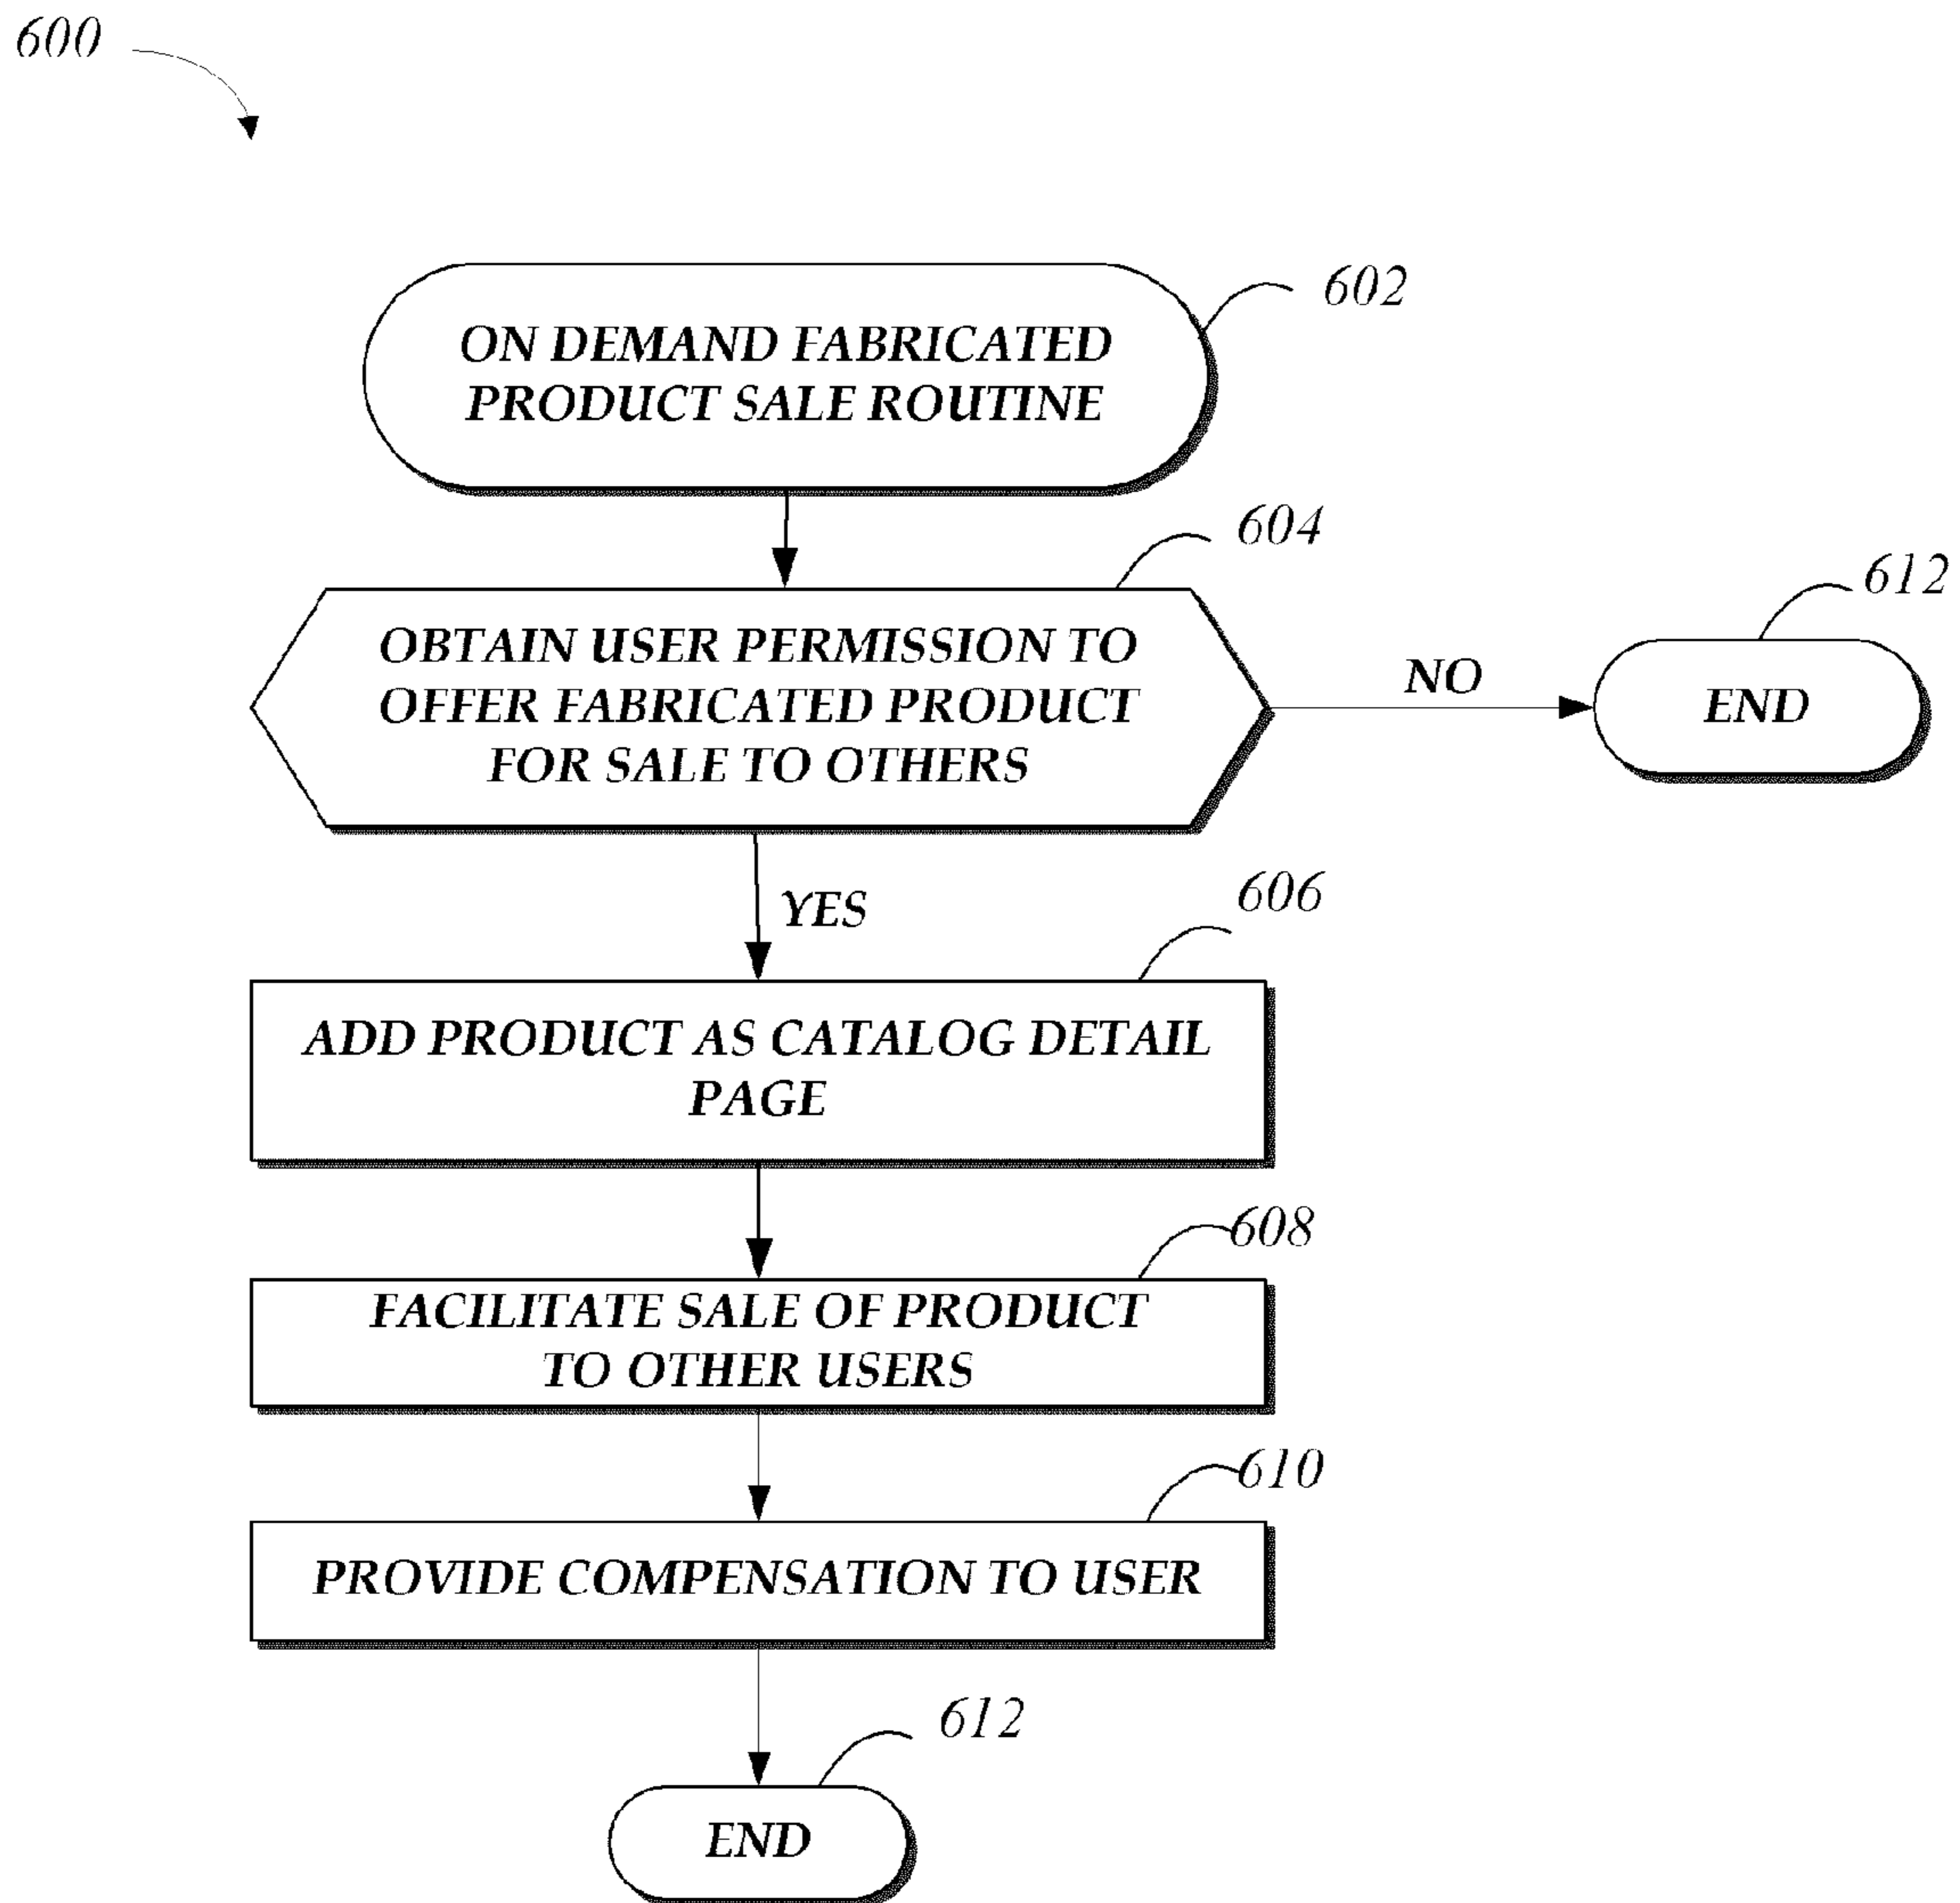 600
602
ON DEMAND FABRICATED
PRODUCT SALE ROUTINE
604
612
OBTAIN USER PERMISSION TO
OFFER FABRICATED PRODUCT
FOR SALE TO OTHERS
NO
END
YES
606
ADD PRODUCT AS CATALOG DETAIL
PAGE
608
FACILITATE SALE OF PRODUCT
TO OTHER USERS
610
PROVIDE COMPENSATION TO USER
612
END